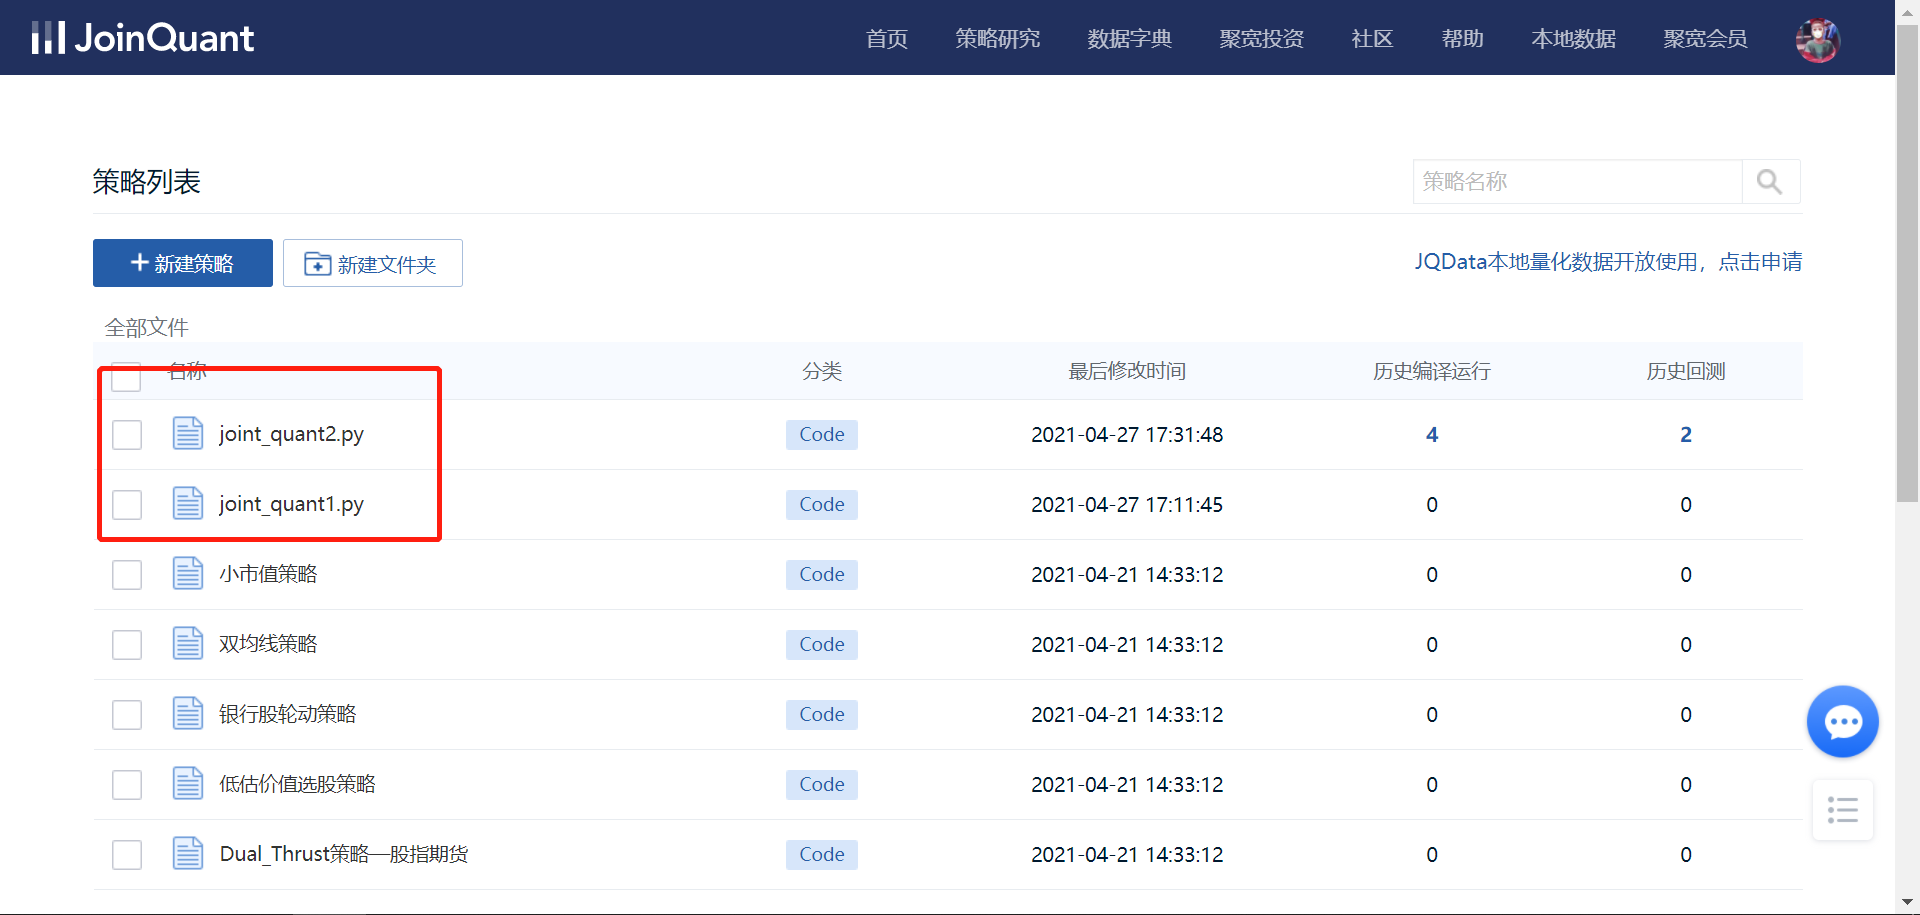 JoinQuant 首页 策略研究 数据字典 聚宽投资 社区 帮助 本地数据 聚宽会员
策略列表 策略名称
新建策略 新建文件夹 JQData本地量化数据开放使用，点击申请
全部文件
名称 分类 最后修改时间 历史编译运行 历史回测
joint_quant2.py Code 2021-04-27 17:31:48 4 2
joint_quant1.py Code 2021-04-27 17:11:45 0 0
小市值策略 Code 2021-04-21 14:33:12 0 0
双均线策略 Code 2021-04-21 14:33:12 0 0
银行股轮动策略 Code 2021-04-21 14:33:12 0 0
低估价值选股策略 Code 2021-04-21 14:33:12 0 0
Dual_Thrust策略—股指期货 Code 2021-04-21 14:33:12 0 0